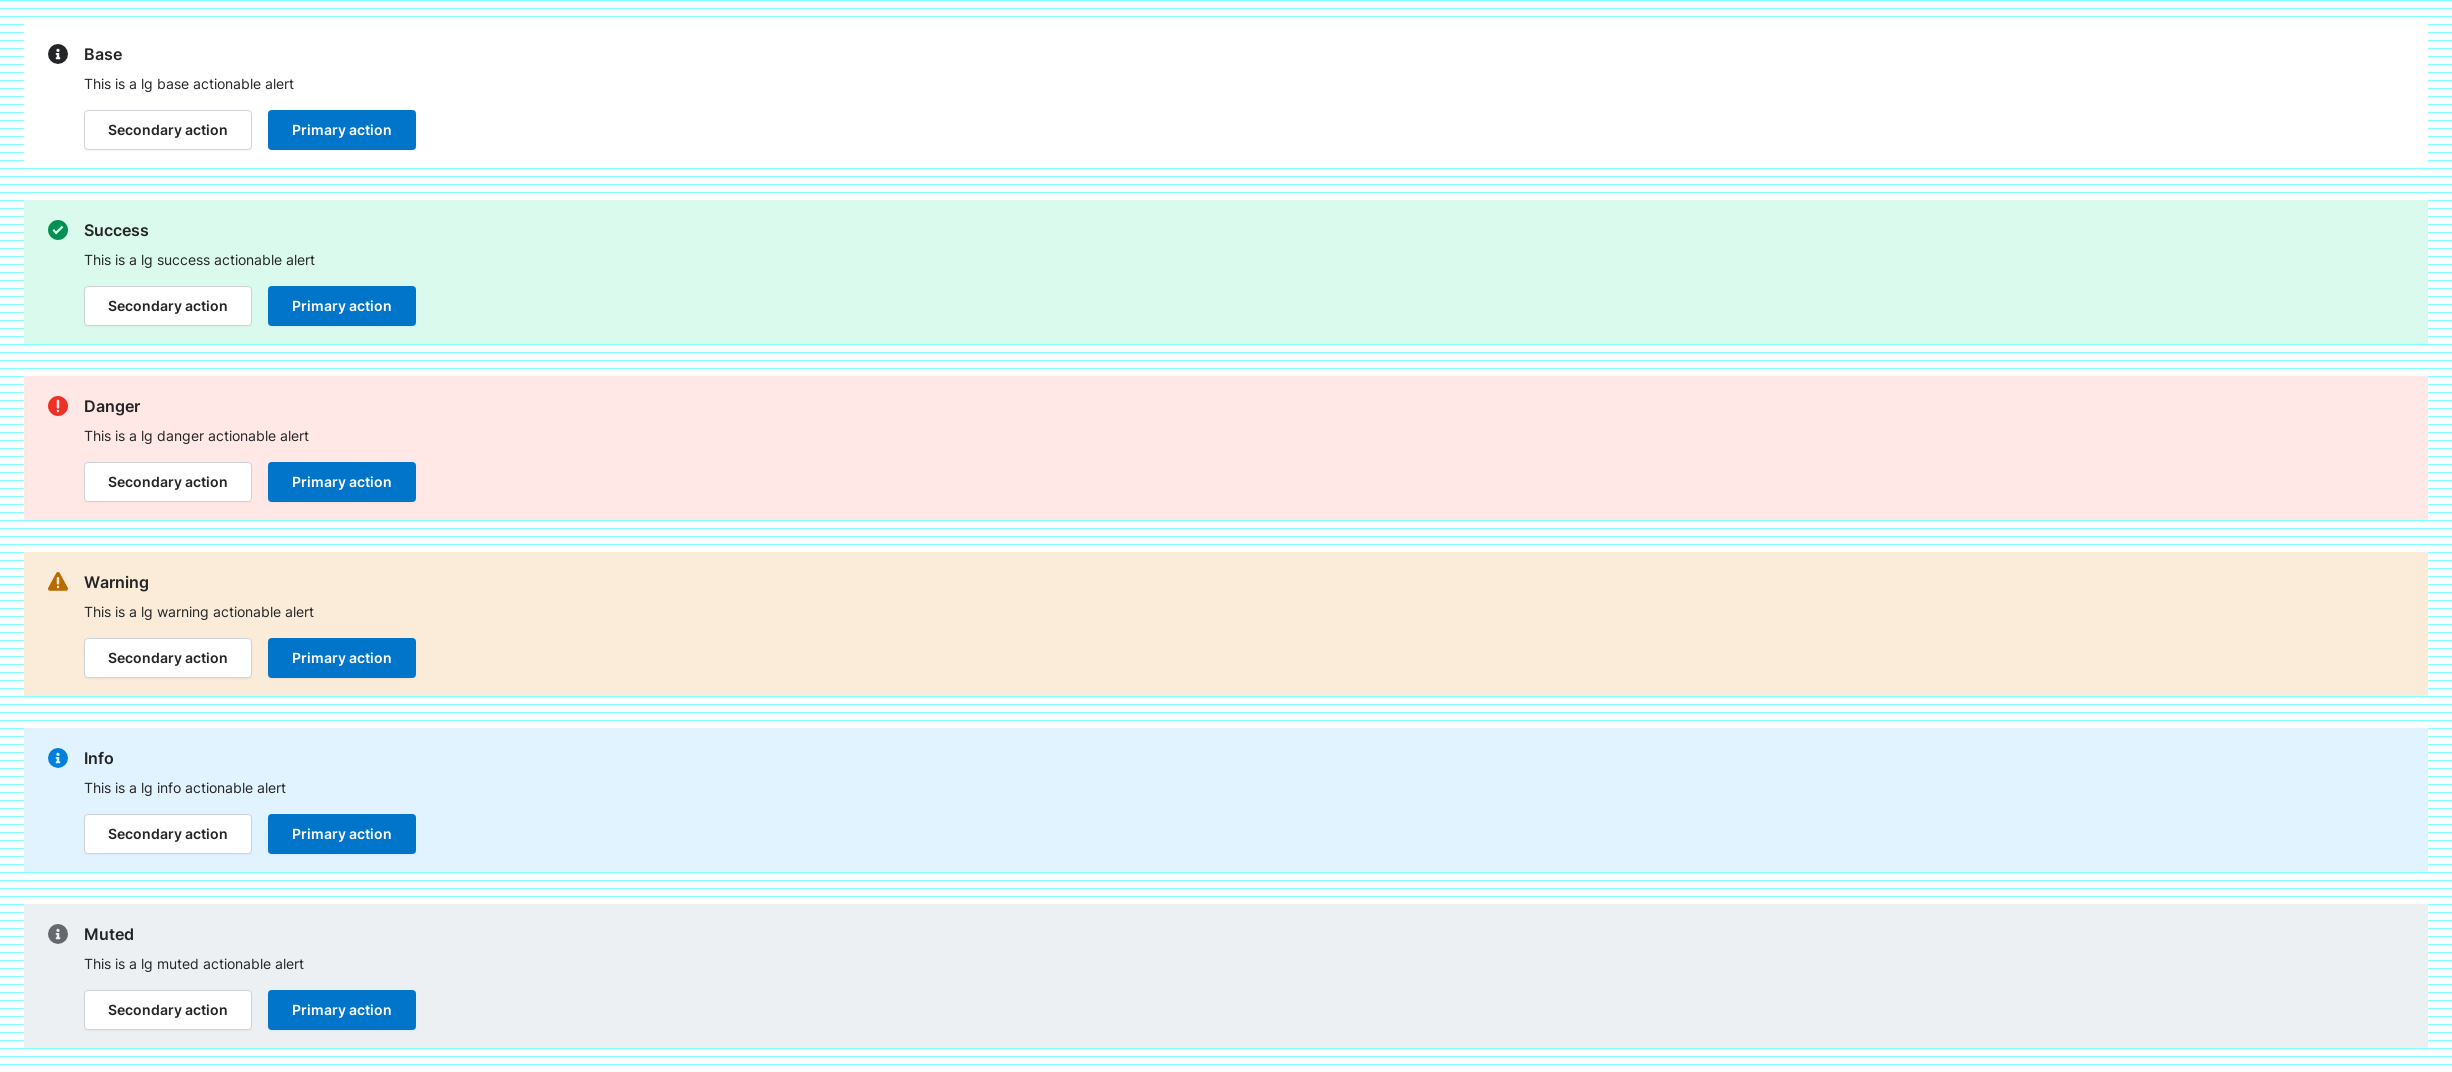 Base
This is a lg base actionable alert
Secondary action Primary action
Success
This is a lg success actionable alert
Secondary action Primary action
Danger
This is a lg danger actionable alert
Secondary action Primary action
Warning
This is a lg warning actionable alert
Secondary action Primary action
Info
This is a lg info actionable alert
Secondary action Primary action
Muted
This is a lg muted actionable alert
Secondary action Primary action